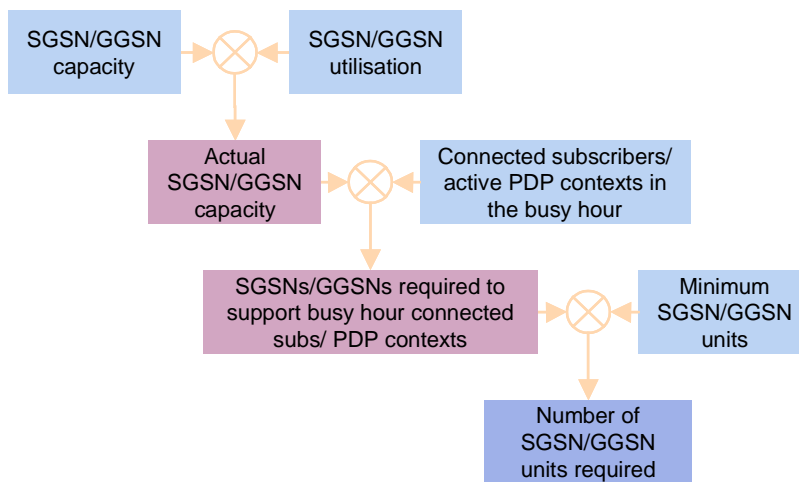 SGSN/GGSN
capacity
SGSN/GGSN
utilisation
Actual
SGSN/GGSN
capacity
Connected subscribers/
active PDP contexts in
the busy hour
SGSNs/GGSNs required to
support busy hour connected
subs/ PDP contexts
Minimum
SGSN/GGSN
units
Number of
SGSN/GGSN
units required